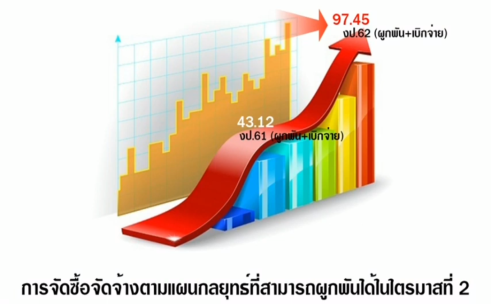 97.45
งป.62 (ผูกพัน+เบิกจ่าย)
43.12
งป.61 (ผูกพัน+เบิกจ่าย)
การจัดซื้อจัดจ้างตามแผนกลยุทธ์ที่สามารถผูกพันได้ในไตรมาสที่ 2